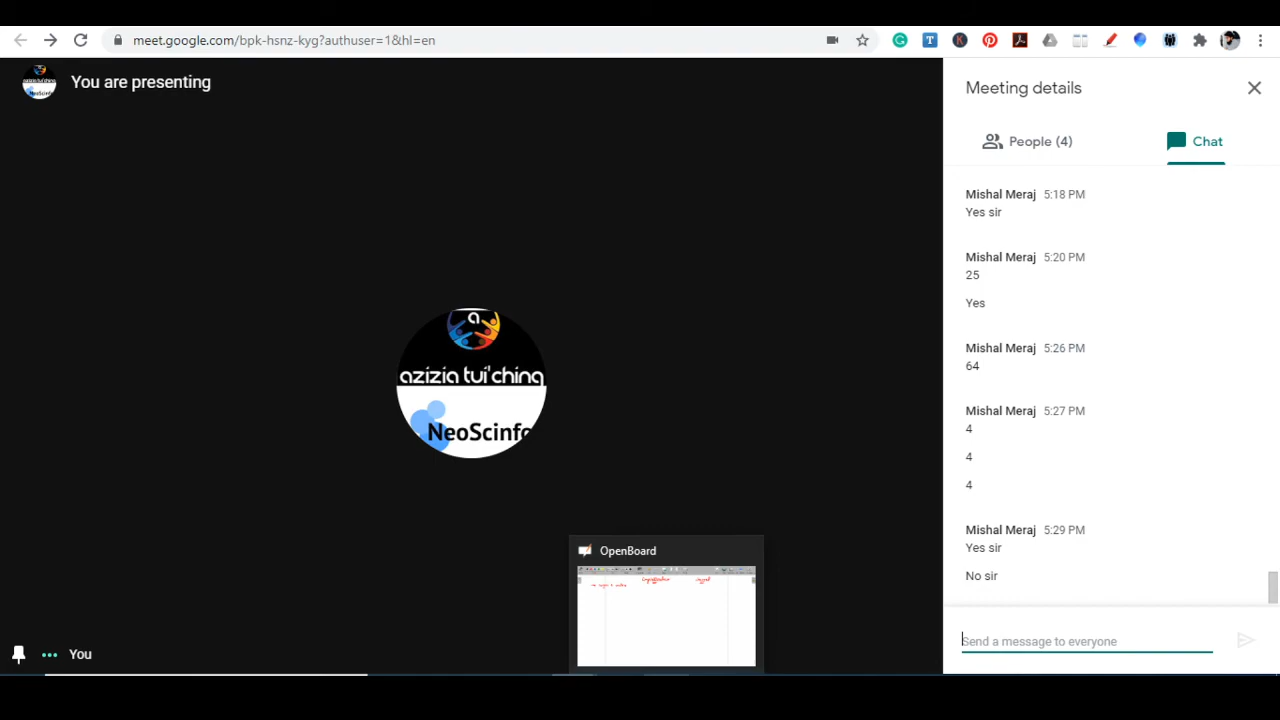 meet.google.com/bpk-hsnz-kyg?authuser=1&hl=en
You are presenting
Meeting details
People (4)
Chat
Mishal Meraj 5:18 PM
Yes sir
Mishal Meraj 5:20 PM
25
Yes
Mishal Meraj 5:26 PM
64
Mishal Meraj 5:27 PM
4
4
4
Mishal Meraj 5:29 PM
Yes sir
No sir
Send a message to everyone
a
azizia tui'ching
NeoScinfo
OpenBoard
You